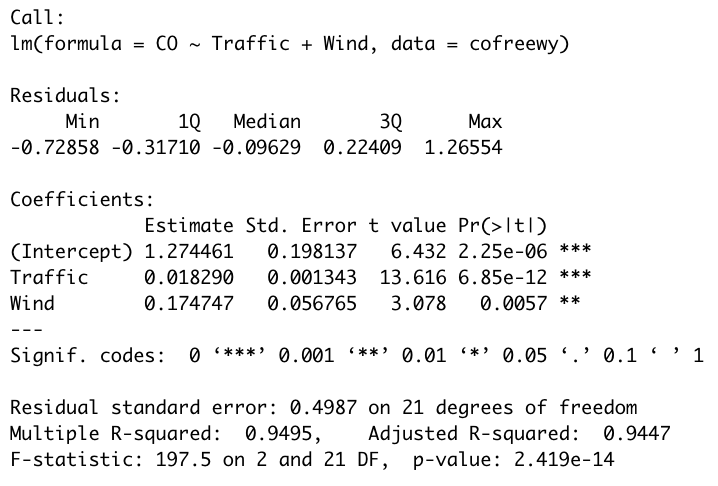 Call:
lm(formula = CO ~ Traffic + Wind, data = cofreewy)
Residuals:
Min 1Q Median 3Q Max
-0.72858 -0.31710 -0.09629 0.22409 1.26554
Coefficients:
Estimate Std. Error t value Pr(>|t|)
(Intercept) 1.274461 0.198137 6.432 2.25e-06 ***
Traffic 0.018290 0.001343 13.616 6.85e-12 ***
Wind 0.174747 0.056765 3.078 0.0057 **
---
Signif. codes: 0 ‘***’ 0.001 ‘**’ 0.01 ‘*’ 0.05 ‘.’ 0.1 ‘ ’ 1
Residual standard error: 0.4987 on 21 degrees of freedom
Multiple R-squared: 0.9495, Adjusted R-squared: 0.9447
F-statistic: 197.5 on 2 and 21 DF, p-value: 2.419e-14